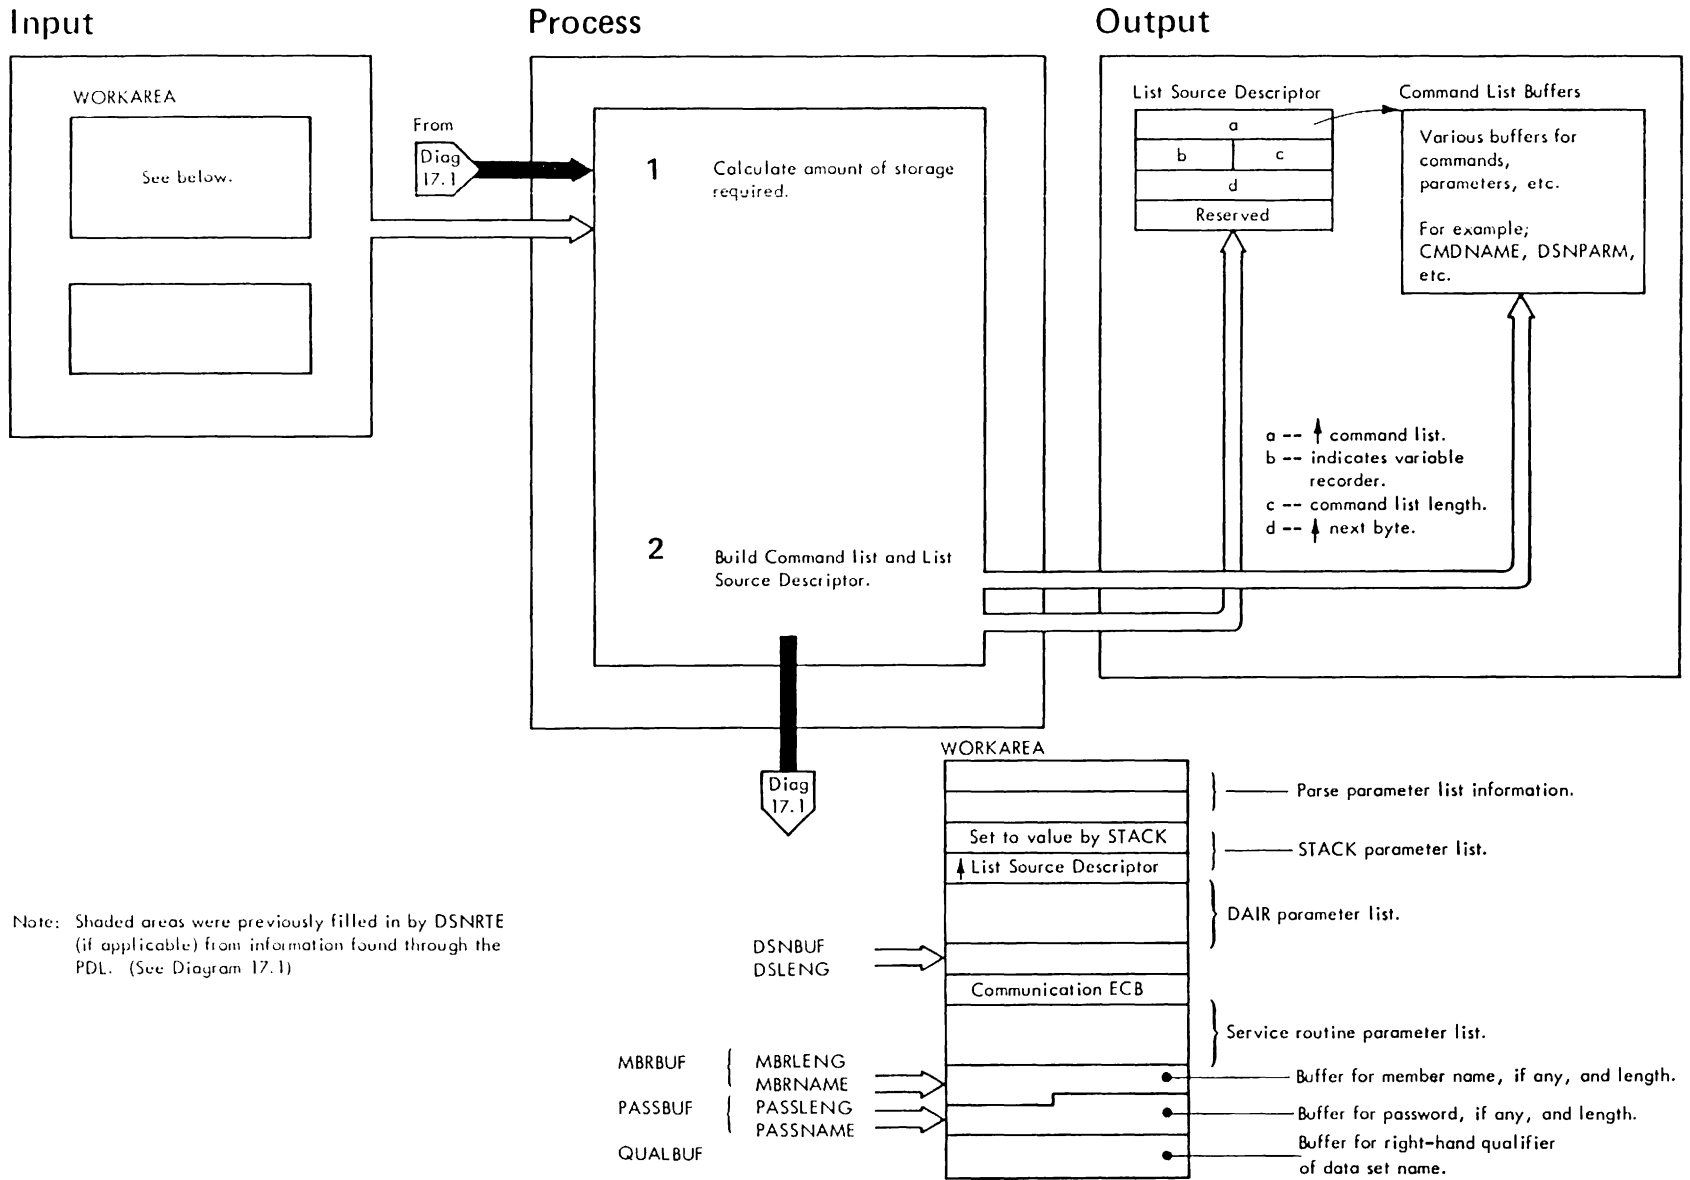 Input
Process
Output
WORKAREA
See below.
From
Diag
17.1
1
Calculate amount of storage
required.
2
Build Command list and List
Source Descriptor.
Diag
17.1
List Source Descriptor
a
b
c
d
Reserved
Command List Buffers
Various buffers for
commands,
parameters, etc.
For example;
CMDNAME, DSNPARM,
etc.
a -- ↑ command list.
b -- indicates variable
recorder.
c -- command list length.
d -- ↑ next byte.
WORKAREA
Parse parameter list information.
Set to value by STACK
STACK parameter list.
↑ List Source Descriptor
DAIR parameter list.
DSNBUF
DSLENG
Communication ECB
Service routine parameter list.
MBRBUF
MBRLENG
MBRNAME
Buffer for member name, if any, and length.
PASSBUF
PASSLENG
PASSNAME
Buffer for password, if any, and length.
QUALBUF
Buffer for right-hand qualifier
of data set name.
Note: Shaded areas were previously filled in by DSNRTE
(if applicable) from information found through the
PDL. (See Diagram 17.1)